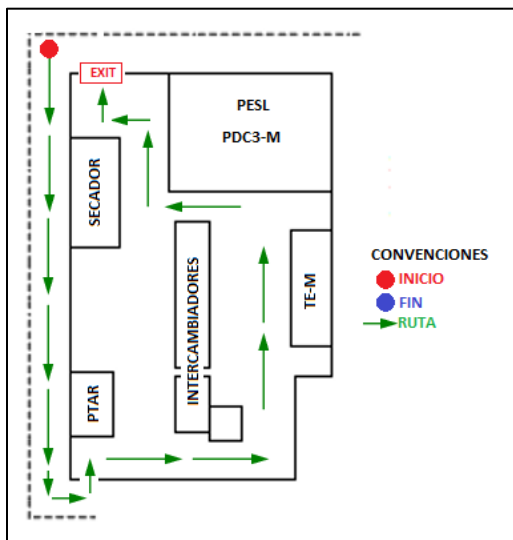 EXIT
PESL
PDC3-M
SECADOR
INTERCAMBIADORES
TE-M
PTAR
CONVENCIONES
INICIO
FIN
RUTA